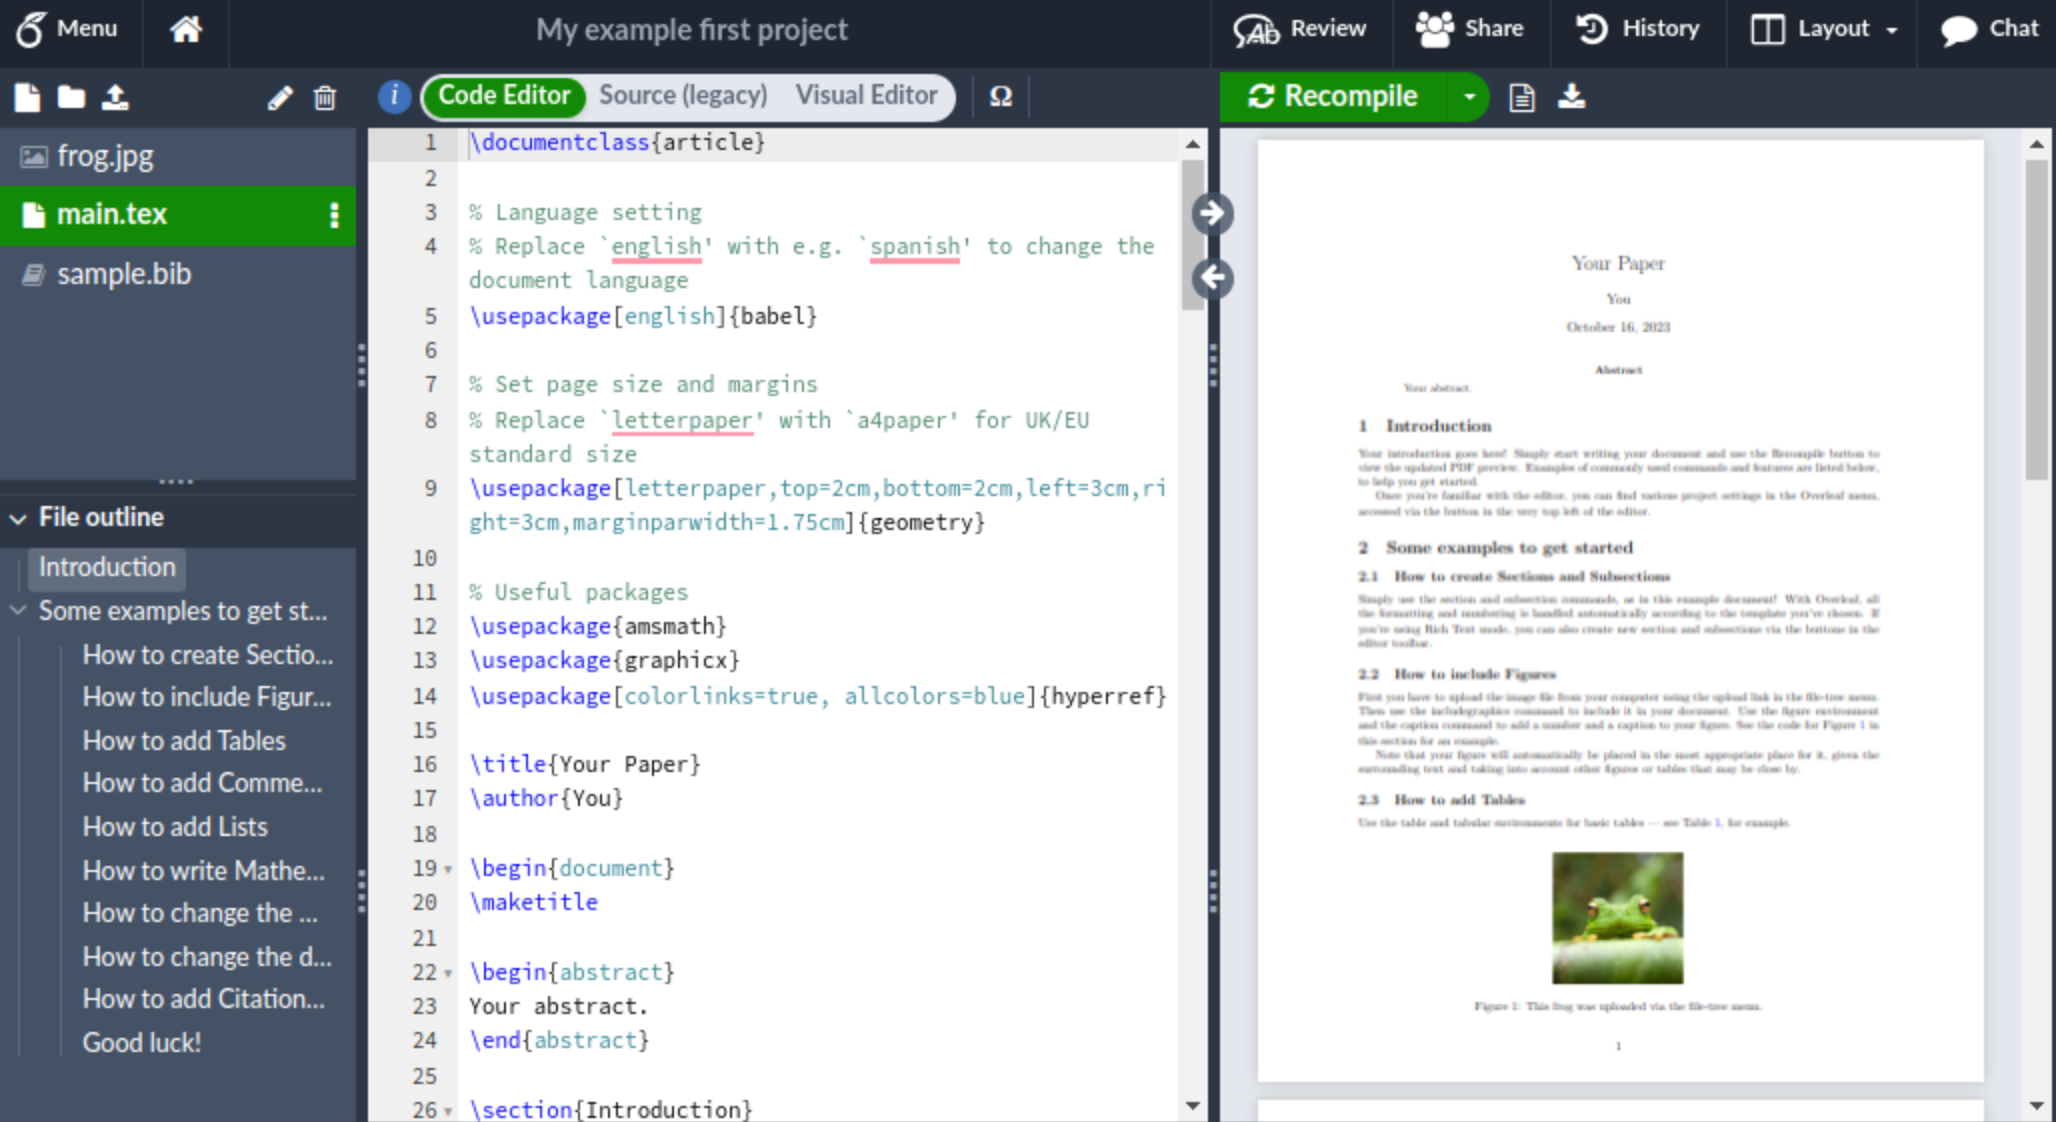 Menu
My example first project
Review
Share
History
Layout
Chat
Code Editor
Source (legacy)
Visual Editor
Ω
Recompile
frog.jpg
main.tex
sample.bib
File outline
Introduction
Some examples to get st...
How to create Sectio...
How to include Figur...
How to add Tables
How to add Comme...
How to add Lists
How to write Mathe...
How to change the ...
How to change the d...
How to add Citation...
Good luck!
1 \documentclass{article}
2
3 % Language setting
4 % Replace `english' with e.g. `spanish' to change the
document language
5 \usepackage[english]{babel}
6
7 % Set page size and margins
8 % Replace `letterpaper' with `a4paper' for UK/EU
standard size
9 \usepackage[letterpaper,top=2cm,bottom=2cm,left=3cm,ri
ght=3cm,marginparwidth=1.75cm]{geometry}
10
11 % Useful packages
12 \usepackage{amsmath}
13 \usepackage{graphicx}
14 \usepackage[colorlinks=true, allcolors=blue]{hyperref}
15
16 \title{Your Paper}
17 \author{You}
18
19 \begin{document}
20 \maketitle
21
22 \begin{abstract}
23 Your abstract.
24 \end{abstract}
25
26 \section{Introduction}
Your Paper
You
October 16, 2023
Abstract
Your abstract.
1 Introduction
Your introduction goes here! Simply start writing your document and use the Recompile button to
view the updated PDF preview. Examples of commonly used commands and features are listed below,
to help you get started.
Once you're familiar with the editor, you can find various project settings in the Overleaf menu,
accessed via the button in the very top left of the editor.
2 Some examples to get started
2.1 How to create Sections and Subsections
Simply use the section and subsection commands, as in this example document! With Overleaf, all
the formatting and numbering is handled automatically according to the template you've chosen. If
you're using Rich Text mode, you can also create new section and subsections via the buttons in the
editor toolbar.
2.2 How to include Figures
First you have to upload the image file from your computer using the upload link in the file-tree menu.
Then use the includegraphics command to include it in your document. Use the figure environment
and the caption command to add a number and a caption to your figure. See the code for Figure 1 in
this section for an example.
Note that your figure will automatically be placed in the most appropriate place for it, given the
surrounding text and taking into account other figures or tables that may be close by.
2.3 How to add Tables
Use the table and tabular environments for basic tables — see Table 1, for example.
Figure 1: This frog was uploaded via the file-tree menu.
1